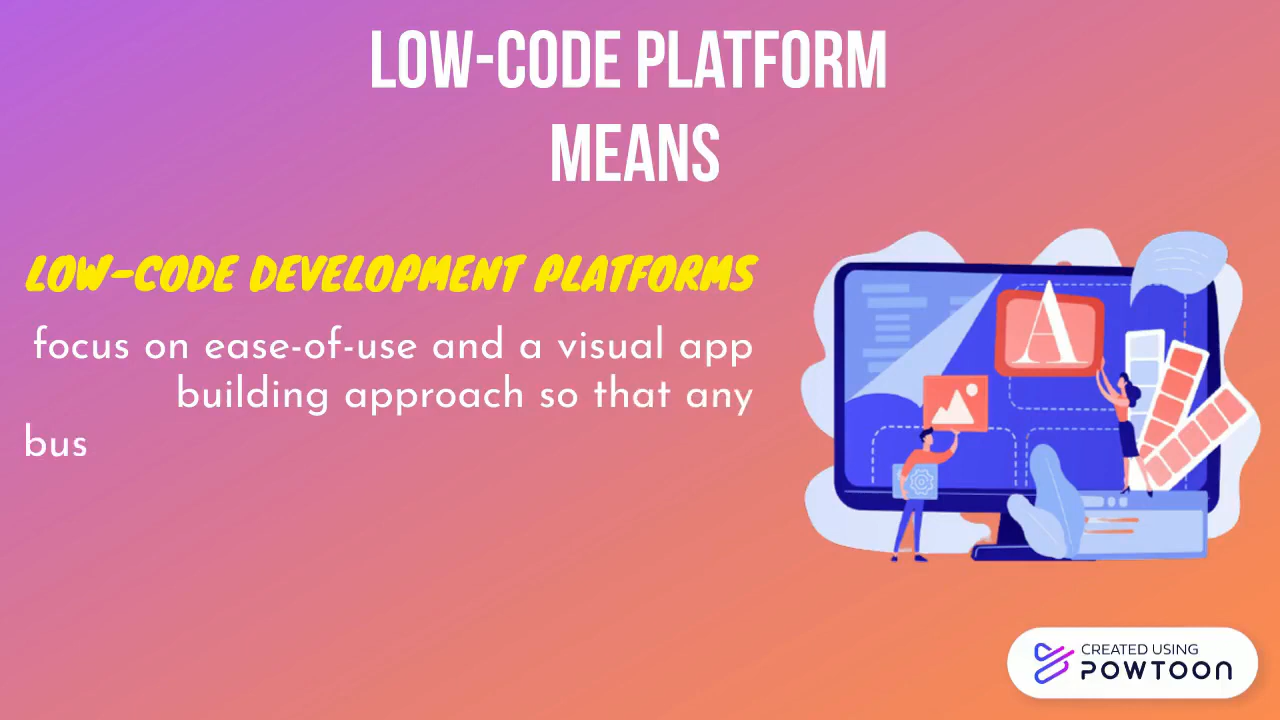 LOW-CODE PLATFORM
MEANS
LOW-CODE DEVELOPMENT PLATFORMS
focus on ease-of-use and a visual app
building approach so that any
bus
A
CREATED USING
POWTOON